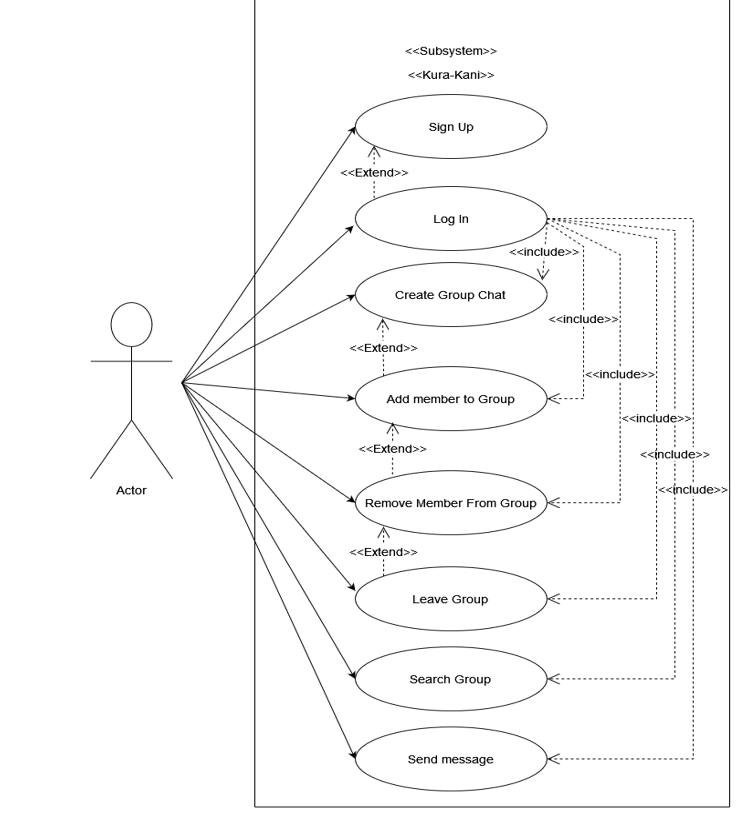 <<Subsystem>>
<<Kura-Kani>>
Sign Up
<<Extend>>
Log In
<<include>>
Create Group Chat
<<include>>
<<Extend>>
<<include>>
Add member to Group
<<include>>
<<Extend>>
<<include>>
<<include>>
Actor
Remove Member From Group
<<Extend>>
Leave Group
Search Group
Send message